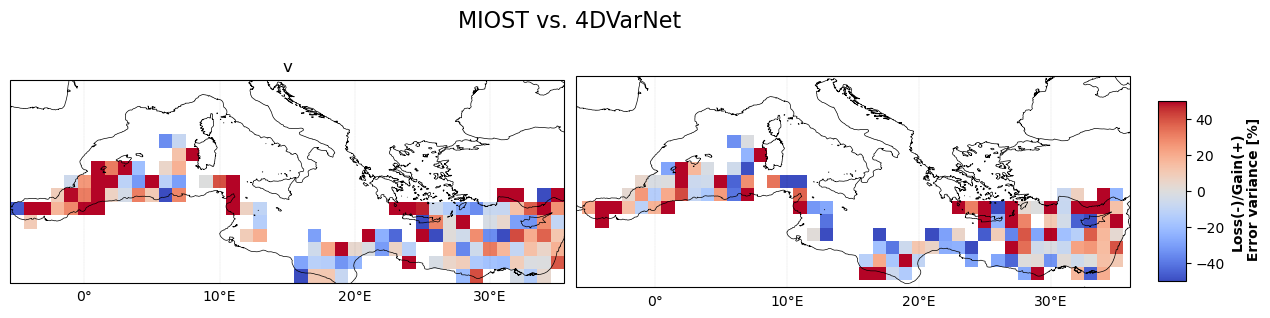 MIOST vs. 4DVarNet
v
0°
10°E
20°E
30°E
0°
10°E
20°E
30°E
40
20
0
−20
−40
Loss(-)/Gain(+)
Error variance [%]